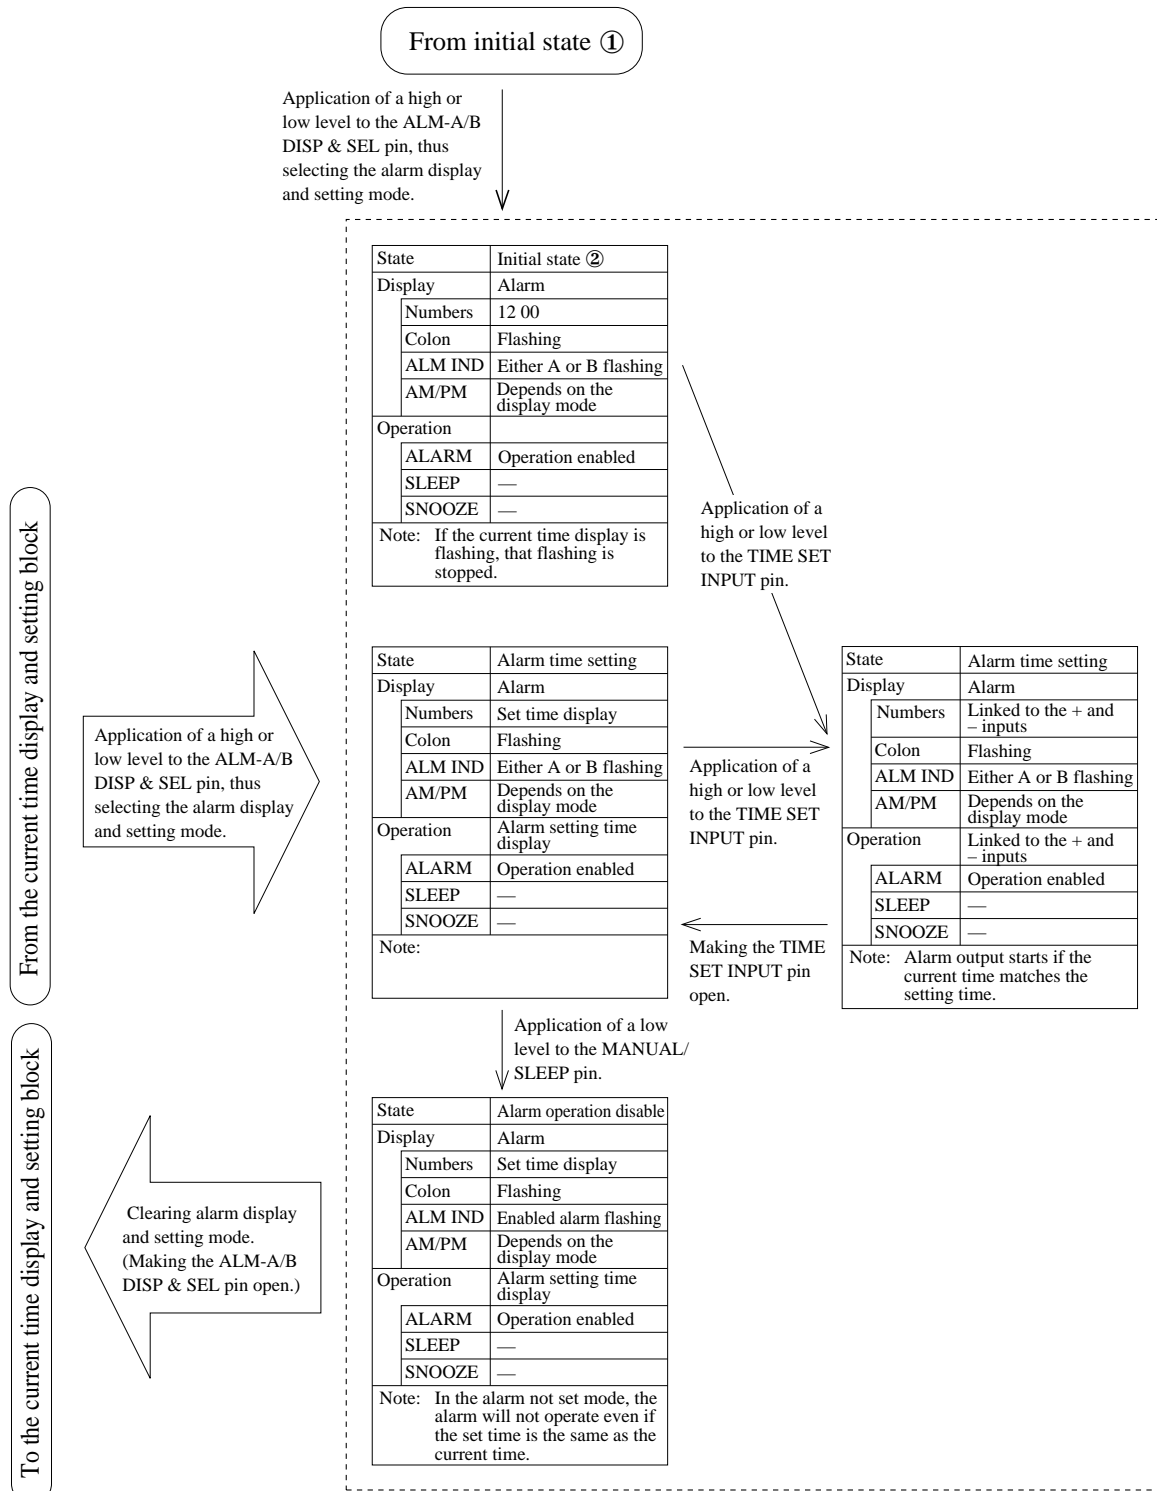 From initial state ①
Application of a high or
low level to the ALM-A/B
DISP & SEL pin, thus
selecting the alarm display
and setting mode.
State Initial state ②
Display Alarm
Numbers 12 00
Colon Flashing
ALM IND Either A or B flashing
AM/PM Depends on the
display mode
Operation
ALARM Operation enabled
SLEEP —
SNOOZE —
Note: If the current time display is
flashing, that flashing is
stopped.
Application of a
high or low level
to the TIME SET
INPUT pin.
From the current time display and setting block
Application of a high or
low level to the ALM-A/B
DISP & SEL pin, thus
selecting the alarm display
and setting mode.
State Alarm time setting
Display Alarm
Numbers Set time display
Colon Flashing
ALM IND Either A or B flashing
AM/PM Depends on the
display mode
Operation Alarm setting time
display
ALARM Operation enabled
SLEEP —
SNOOZE —
Note:
Application of a
high or low level
to the TIME SET
INPUT pin.
Making the TIME
SET INPUT pin
open.
State Alarm time setting
Display Alarm
Numbers Linked to the + and
– inputs
Colon Flashing
ALM IND Either A or B flashing
AM/PM Depends on the
display mode
Operation Linked to the + and
– inputs
ALARM Operation enabled
SLEEP —
SNOOZE —
Note: Alarm output starts if the
current time matches the
setting time.
Application of a low
level to the MANUAL/
SLEEP pin.
To the current time display and setting block
Clearing alarm display
and setting mode.
(Making the ALM-A/B
DISP & SEL pin open.)
State Alarm operation disable
Display Alarm
Numbers Set time display
Colon Flashing
ALM IND Enabled alarm flashing
AM/PM Depends on the
display mode
Operation Alarm setting time
display
ALARM Operation enabled
SLEEP —
SNOOZE —
Note: In the alarm not set mode, the
alarm will not operate even if
the set time is the same as the
current time.